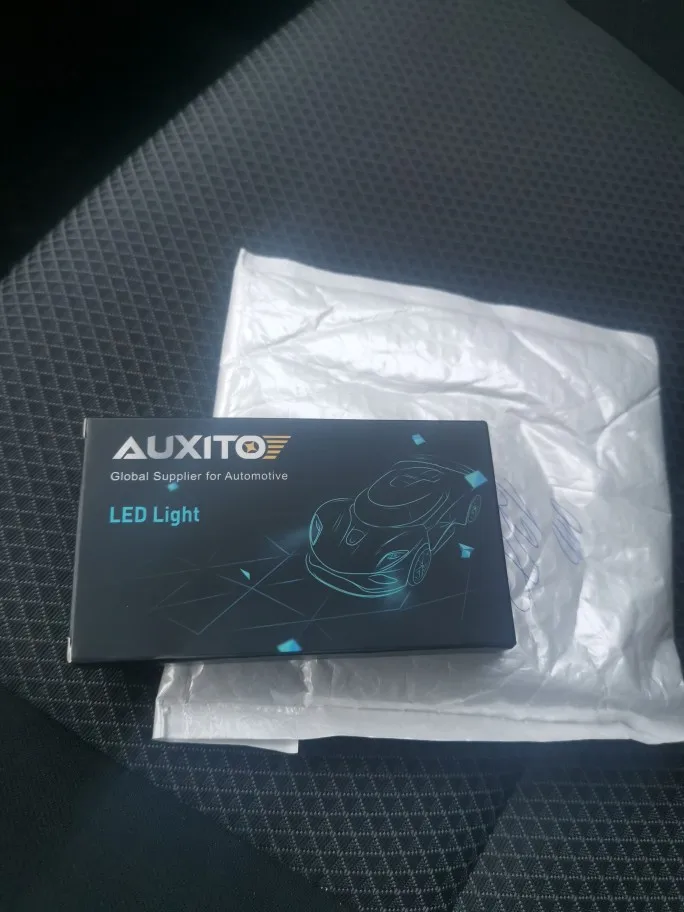 AUXITO
Global Supplier for Automotive
LED Light